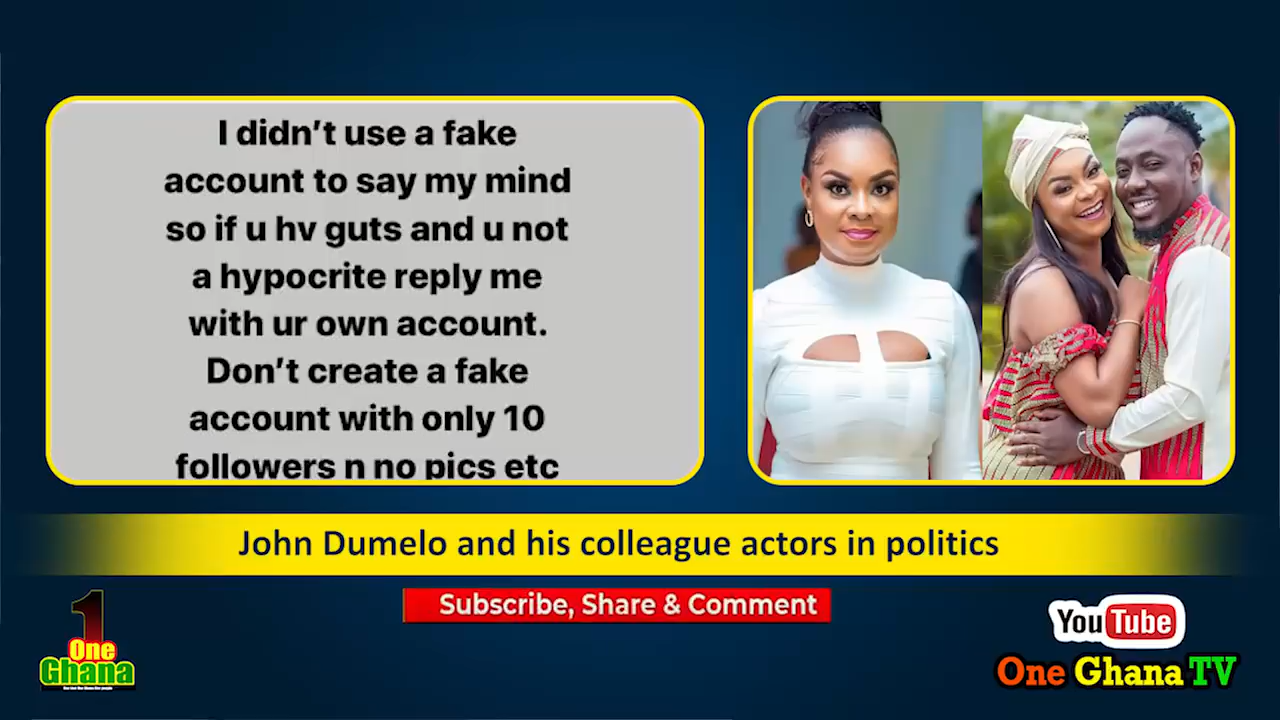 I didn't use a fake
account to say my mind
so if u hv guts and u not
a hypocrite reply me
with ur own account.
Don't create a fake
account with only 10
followers n no pics etc
John Dumelo and his colleague actors in politics
Subscribe, Share & Comment
1
One
Ghana
YouTube
One Ghana TV